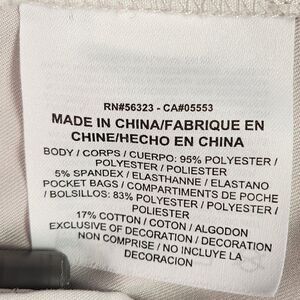 RN#56323 - CA#05553
MADE IN CHINA/FABRIQUE EN
CHINE/HECHO EN CHINA
BODY / CORPS / CUERPO: 95% POLYESTER /
POLYESTER / POLIESTER
5% SPANDEX / ELASTHANNE / ELASTANO
POCKET BAGS / COMPARTIMENTS DE POCHE
/ BOLSILLOS: 83% POLYESTER / POLYESTER /
POLIESTER
17% COTTON / COTON / ALGODON
EXCLUSIVE OF DECORATION / DECORATION
NON COMPRISE / NO INCLUYE LA
DECORACION